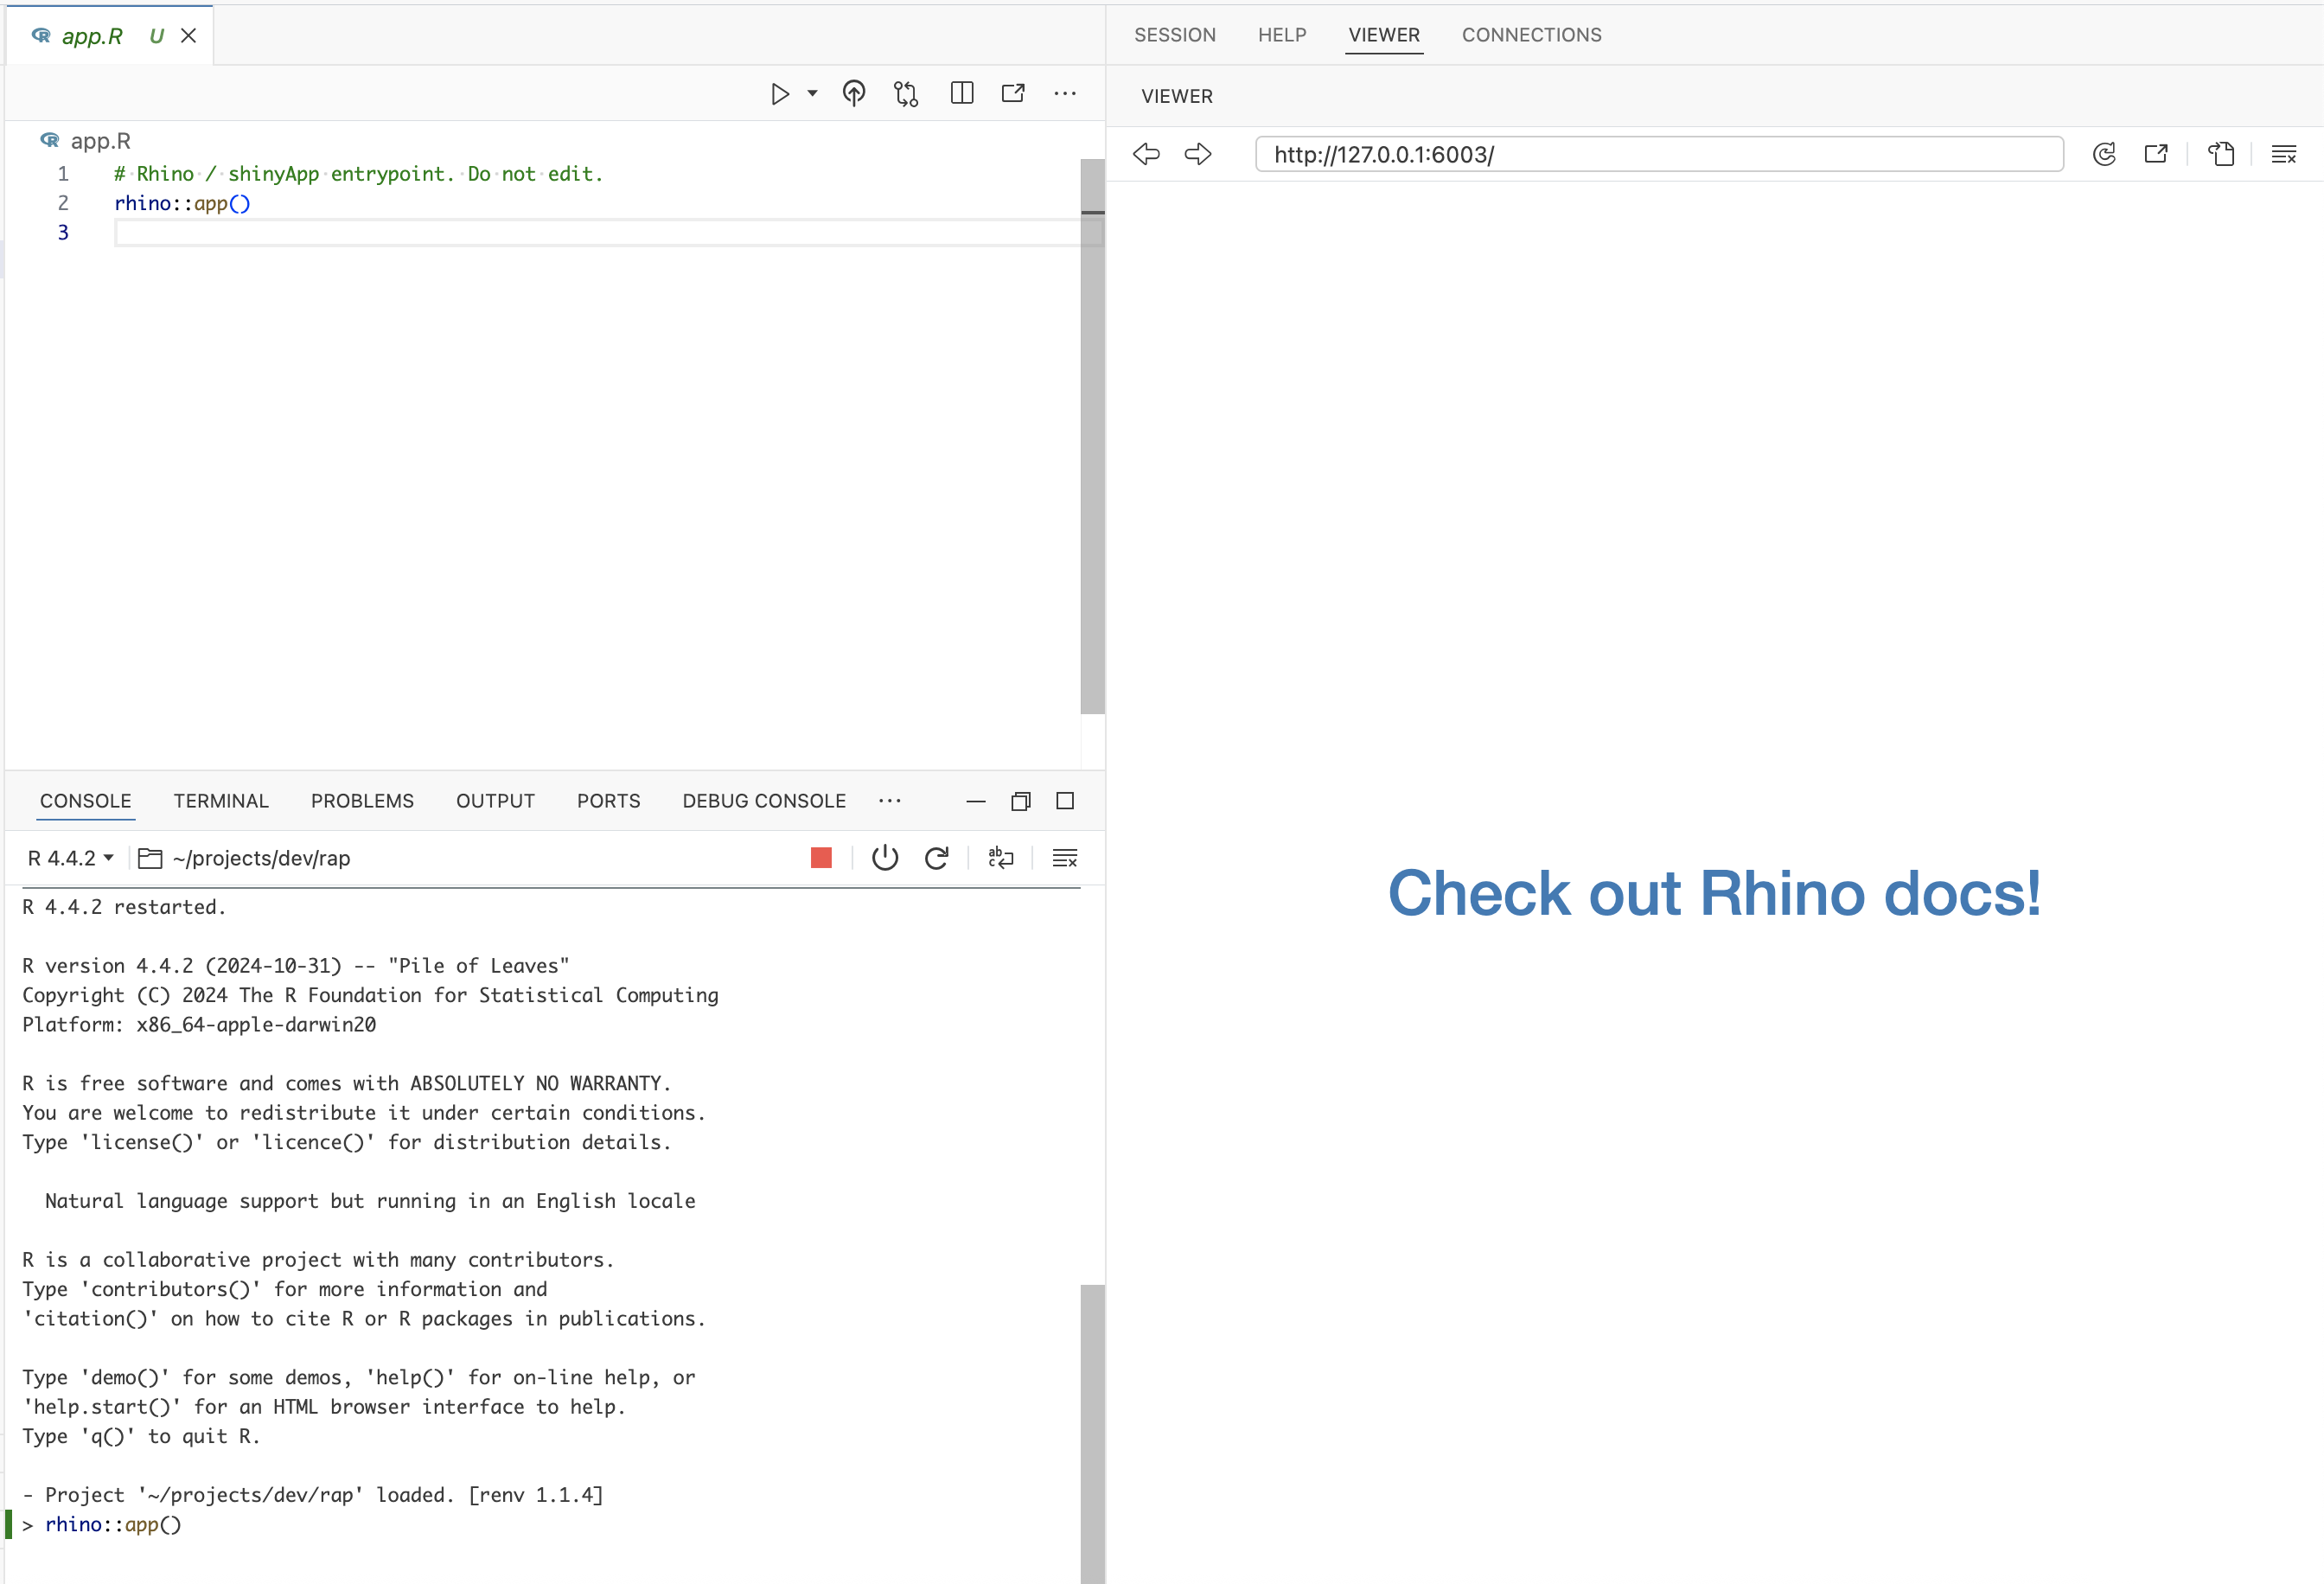 app.R U
SESSION HELP VIEWER CONNECTIONS
VIEWER
app.R
http://127.0.0.1:6003/
1 # Rhino / shinyApp entrypoint. Do not edit.
2 rhino::app()
3
Check out Rhino docs!
CONSOLE TERMINAL PROBLEMS OUTPUT PORTS DEBUG CONSOLE
R 4.4.2 ~/projects/dev/rap
R 4.4.2 restarted.
R version 4.4.2 (2024-10-31) -- "Pile of Leaves"
Copyright (C) 2024 The R Foundation for Statistical Computing
Platform: x86_64-apple-darwin20
R is free software and comes with ABSOLUTELY NO WARRANTY.
You are welcome to redistribute it under certain conditions.
Type 'license()' or 'licence()' for distribution details.
Natural language support but running in an English locale
R is a collaborative project with many contributors.
Type 'contributors()' for more information and
'citation()' on how to cite R or R packages in publications.
Type 'demo()' for some demos, 'help()' for on-line help, or
'help.start()' for an HTML browser interface to help.
Type 'q()' to quit R.
- Project '~/projects/dev/rap' loaded. [renv 1.1.4]
> rhino::app()